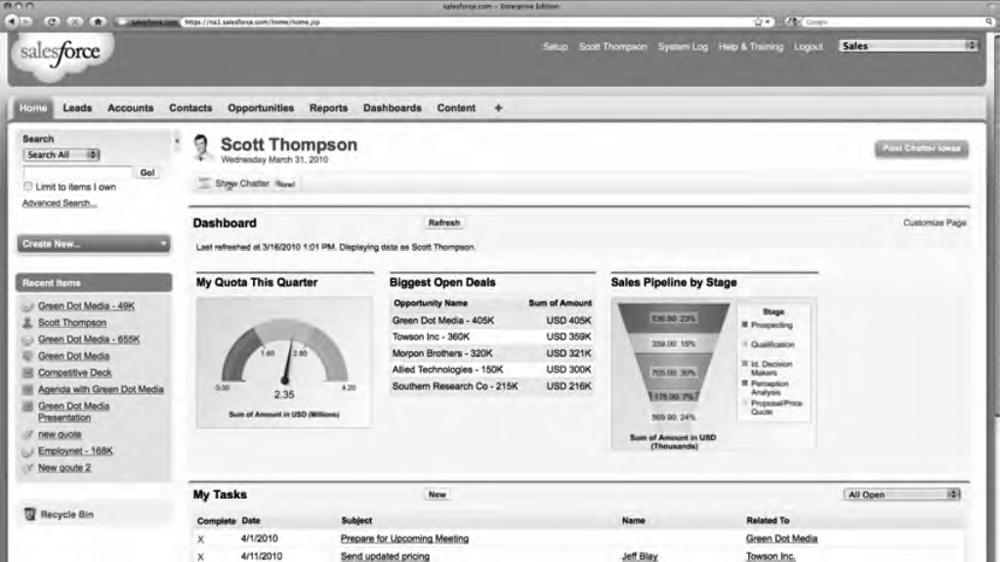 salesforce.com - Enterprise Edition
https://na1.salesforce.com/home/home.jsp
Google
salesforce
Setup Scott Thompson System Log Help & Training Logout Sales
Home Leads Accounts Contacts Opportunities Reports Dashboards Content +
Search
Search All
Go!
Limit to items I own
Advanced Search...
Create New...
Recent Items
Green Dot Media - 49K
Scott Thompson
Green Dot Media - 655K
Green Dot Media
Competitive Deck
Agenda with Green Dot Media
Green Dot Media
Presentation
new quote
Employnet - 168K
New qoute 2
Recycle Bin
Scott Thompson
Wednesday March 31, 2010
Post Chatter Ideas
Show Chatter New!
Dashboard
Refresh
Customize Page
Last refreshed at 3/16/2010 1:01 PM. Displaying data as Scott Thompson.
My Quota This Quarter
0.00 1.40 2.80 4.20
2.35
Sum of Amount in USD (Millions)
Biggest Open Deals
Opportunity Name Sum of Amount
Green Dot Media - 405K USD 405K
Towson Inc - 360K USD 359K
Morpon Brothers - 320K USD 321K
Allied Technologies - 150K USD 300K
Southern Research Co - 215K USD 216K
Sales Pipeline by Stage
23%
359.00 15%
705.00 30%
175.00 7%
569.90 24%
Sum of Amount in USD
(Thousands)
Stage
Prospecting
Qualification
Id. Decision
Makers
Perception
Analysis
Proposal/Price
Quote
My Tasks
New
All Open
Complete Date Subject Name Related To
X 4/1/2010 Prepare for Upcoming Meeting Green Dot Media
X 4/11/2010 Send updated pricing Jeff Blay Towson Inc.